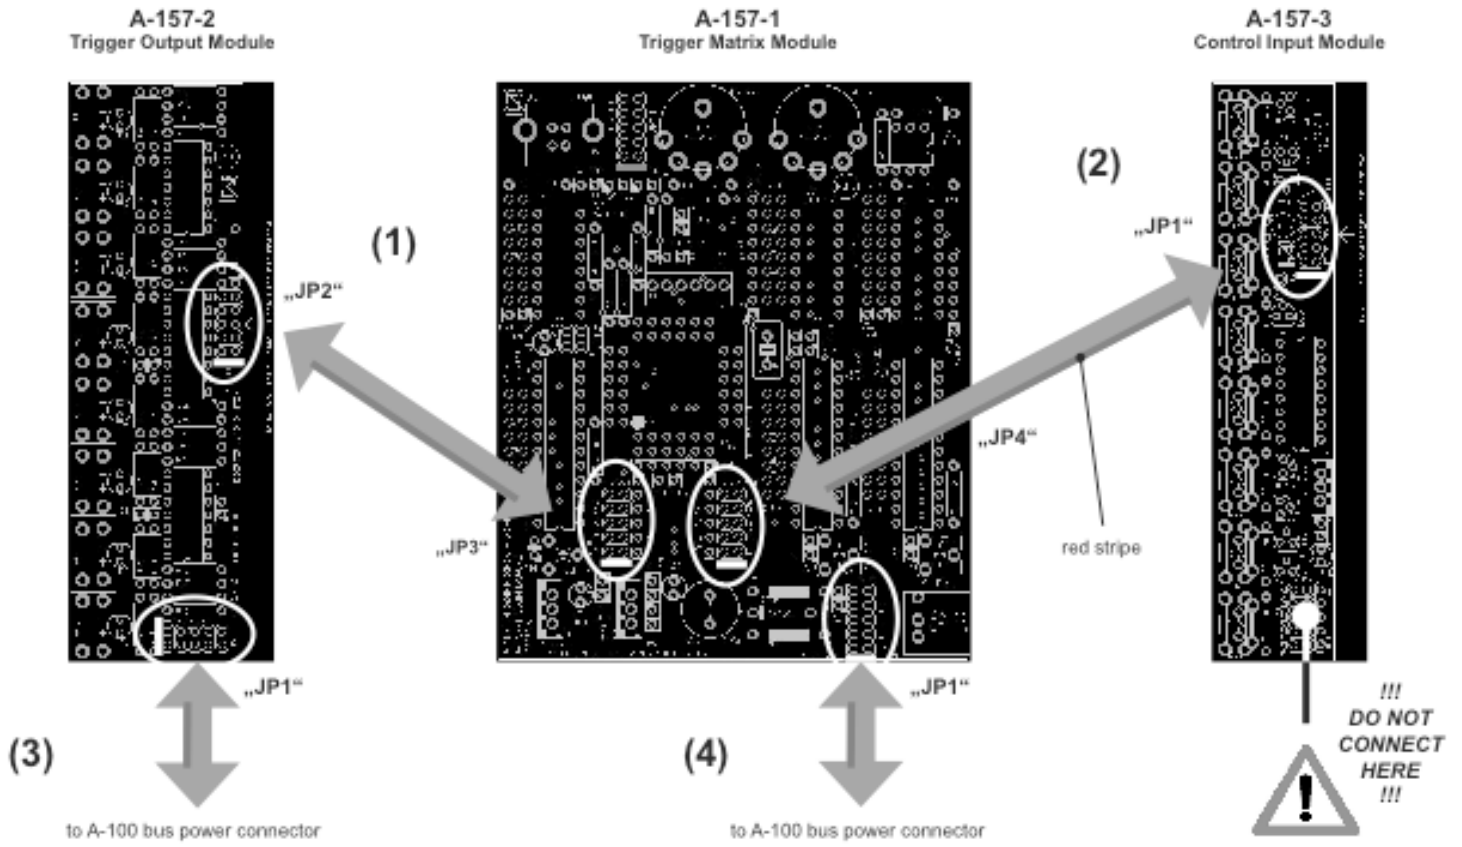 A-157-2
Trigger Output Module
A-157-1
Trigger Matrix Module
A-157-3
Control Input Module
(1)
(2)
„JP2“
„JP1“
„JP3“
„JP4“
red stripe
„JP1“
„JP1“
(3)
(4)
to A-100 bus power connector
to A-100 bus power connector
!!!
DO NOT
CONNECT
HERE
!!!
!